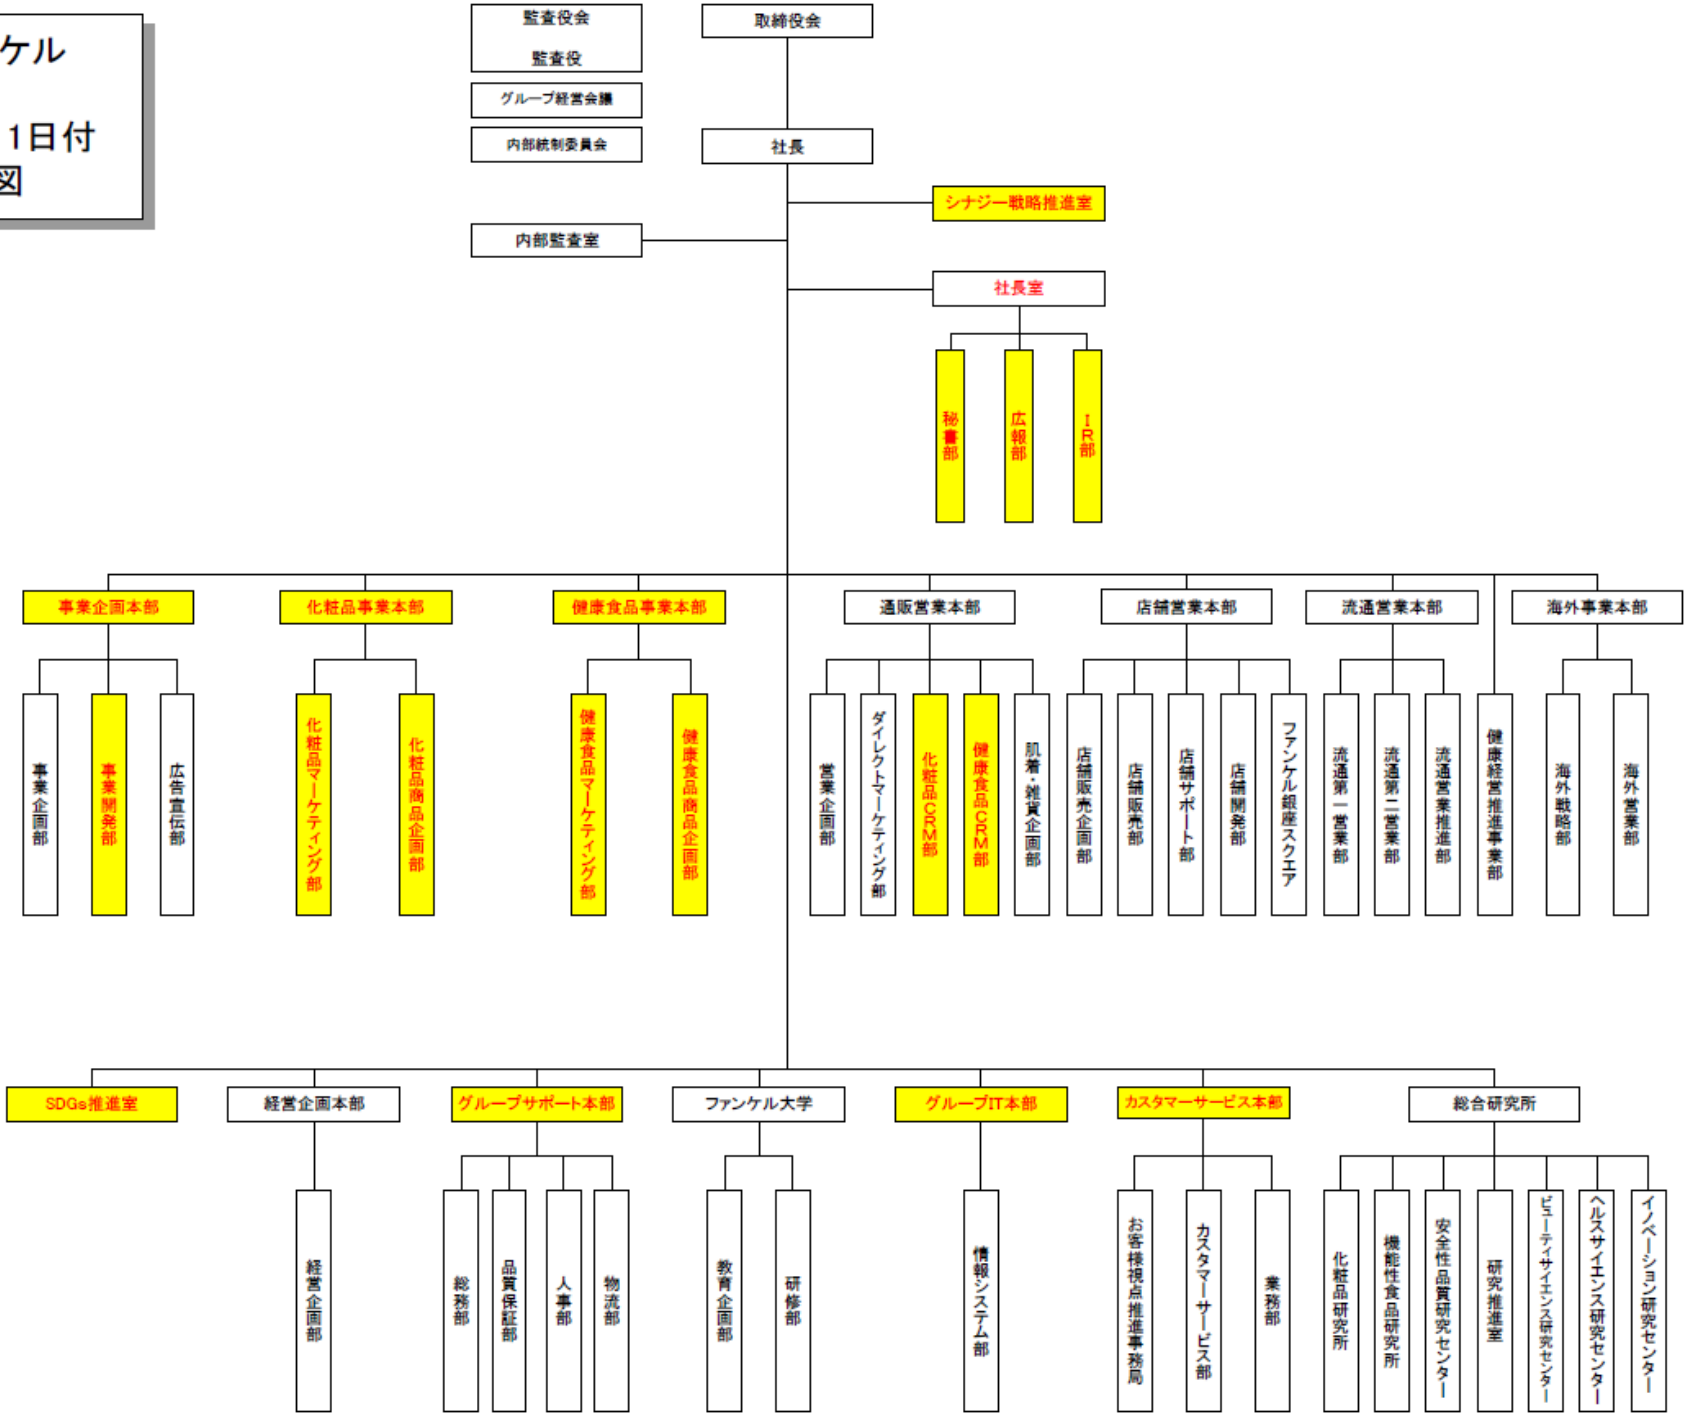 ケル
1日付
図
監査役会
監査役
グループ経営会議
内部統制委員会
取締役会
社長
シナジー戦略推進室
内部監査室
社長室
秘書部
広報部
IR部
事業企画本部
化粧品事業本部
健康食品事業本部
通販営業本部
店舗営業本部
流通営業本部
海外事業本部
事業企画部
事業開発部
広告宣伝部
化粧品マーケティング部
化粧品商品企画部
健康食品マーケティング部
健康食品商品企画部
営業企画部
ダイレクトマーケティング部
化粧品CRM部
健康食品CRM部
肌着・雑貨企画部
店舗販売企画部
店舗販売部
店舗サポート部
店舗開発部
ファンケル銀座スクエア
流通第一営業部
流通第二営業部
流通営業推進部
健康経営推進事業部
海外戦略部
海外営業部
SDGs推進室
経営企画本部
グループサポート本部
ファンケル大学
グループIT本部
カスタマーサービス本部
総合研究所
経営企画部
総務部
品質保証部
人事部
物流部
教育企画部
研修部
情報システム部
お客様視点推進事務局
カスタマーサービス部
業務部
化粧品研究所
機能性食品研究所
安全性品質研究センター
研究推進室
ビューティサイエンス研究センター
ヘルスサイエンス研究センター
イノベーション研究センター